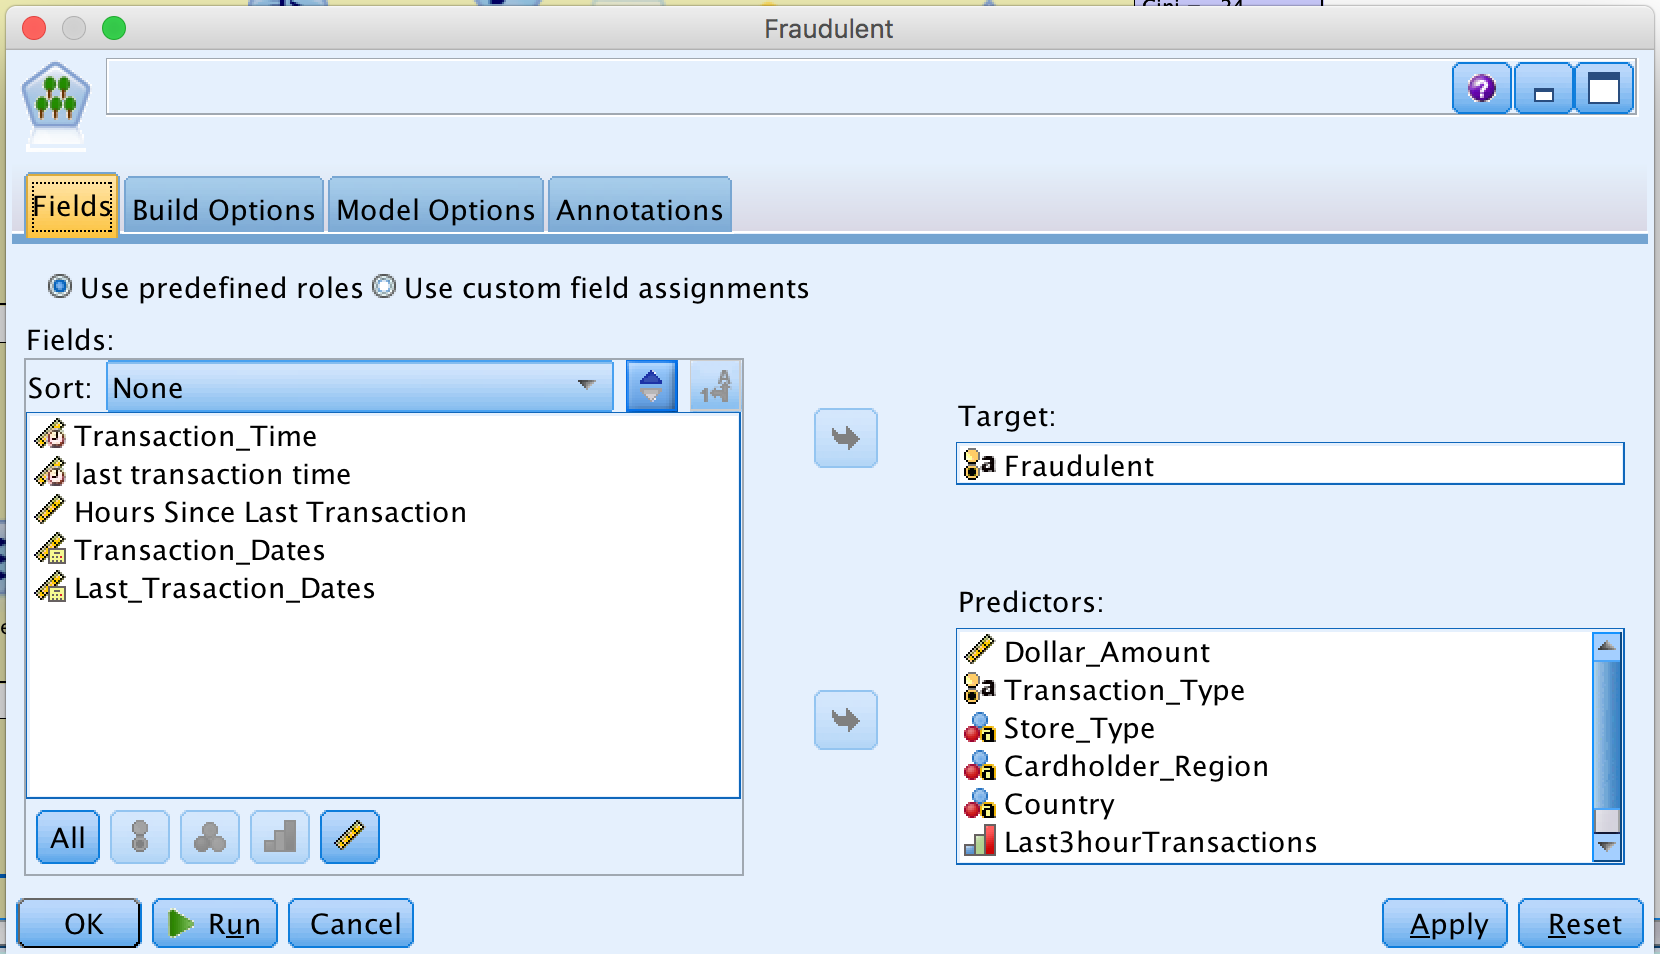 Fraudulent
Fields
Build Options
Model Options
Annotations
Use predefined roles
Use custom field assignments
Fields:
Sort:
None
Transaction_Time
last transaction time
Hours Since Last Transaction
Transaction_Dates
Last_Trasaction_Dates
All
Target:
Fraudulent
Predictors:
Dollar_Amount
Transaction_Type
Store_Type
Cardholder_Region
Country
Last3hourTransactions
OK
Run
Cancel
Apply
Reset